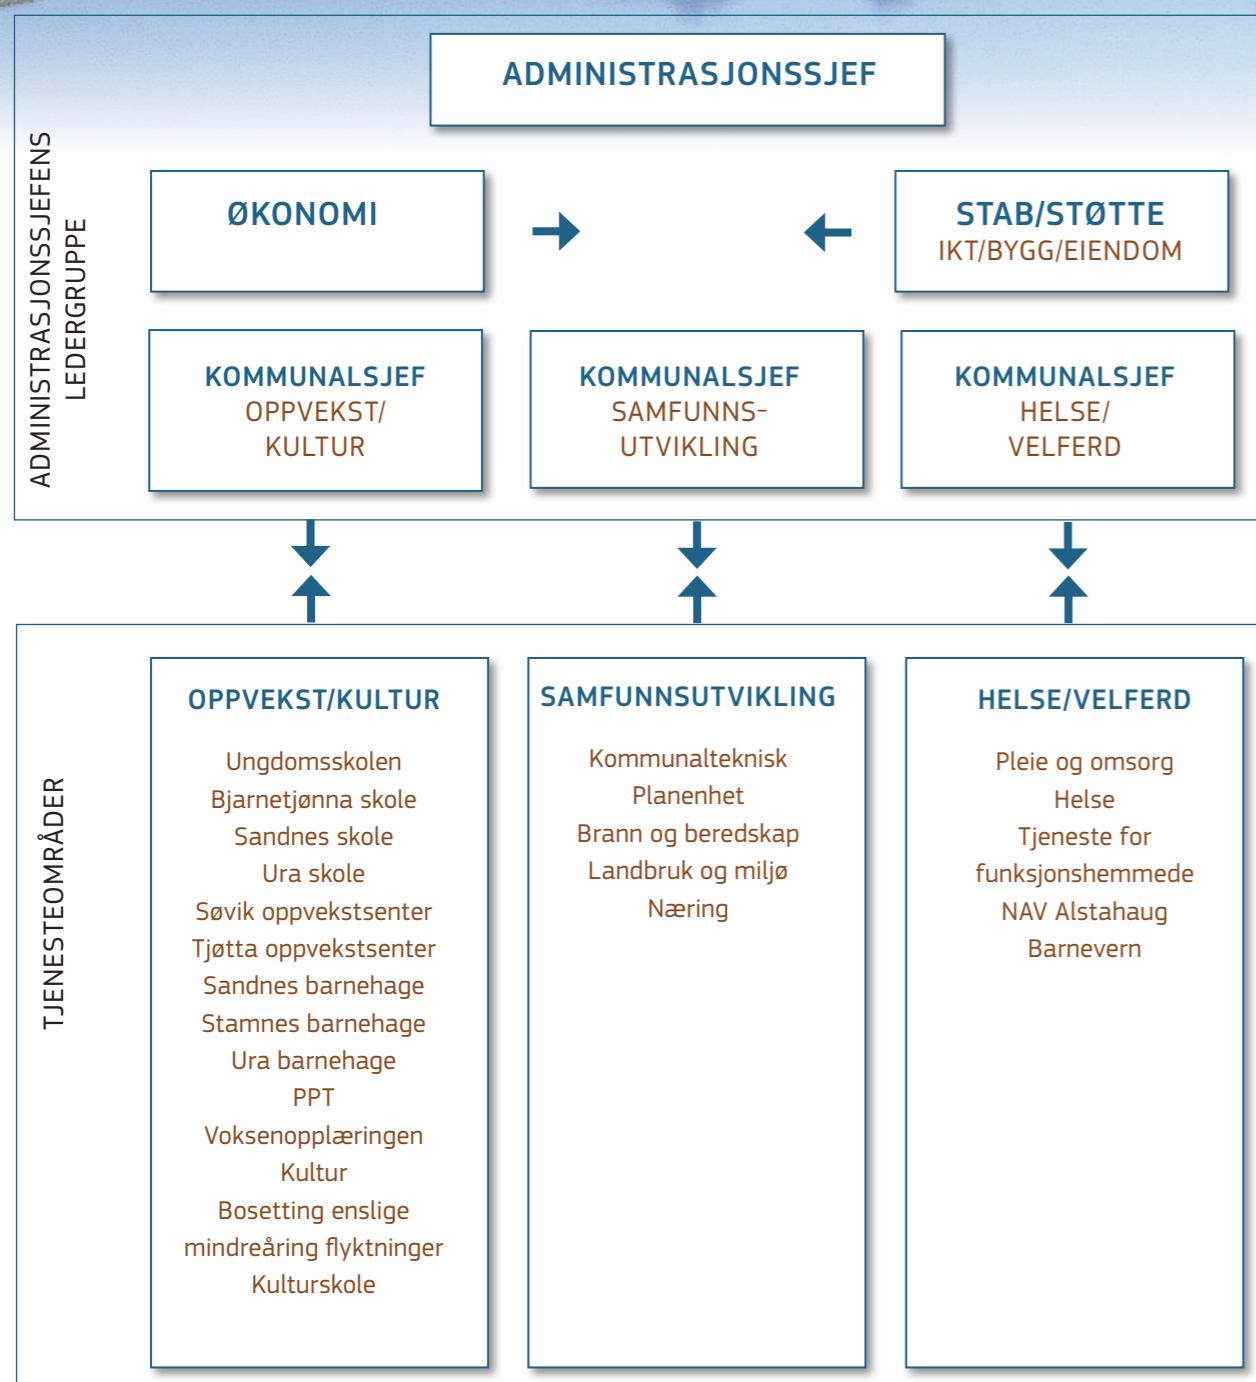 ADMINISTRASJONSSJEF
ADMINISTRASJONSSJEFENS
LEDERGRUPPE
ØKONOMI
STAB/STØTTE
IKT/BYGG/EIENDOM
KOMMUNALSJEF
OPPVEKST/
KULTUR
KOMMUNALSJEF
SAMFUNNS-
UTVIKLING
KOMMUNALSJEF
HELSE/
VELFERD
TJENESTEOMRÅDER
OPPVEKST/KULTUR
Ungdomsskolen
Bjarnetjønna skole
Sandnes skole
Ura skole
Søvik oppvekstsenter
Tjøtta oppvekstsenter
Sandnes barnehage
Stamnes barnehage
Ura barnehage
PPT
Voksenopplæringen
Kultur
Bosetting enslige
mindreåring flyktninger
Kulturskole
SAMFUNNSUTVIKLING
Kommunalteknisk
Planenhet
Brann og beredskap
Landbruk og miljø
Næring
HELSE/VELFERD
Pleie og omsorg
Helse
Tjeneste for
funksjonshemmede
NAV Alstahaug
Barnevern